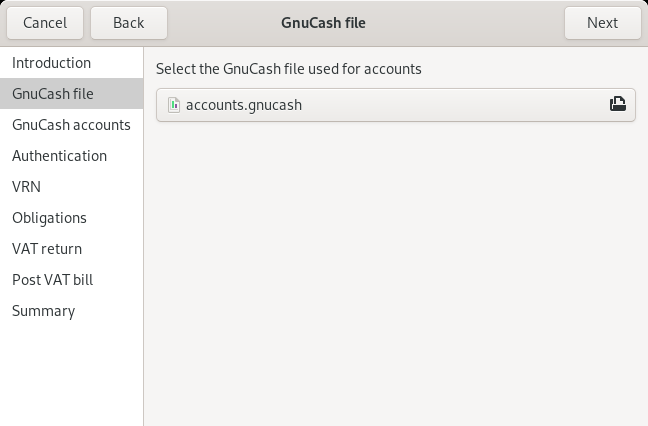 Cancel Back GnuCash file Next
Introduction
GnuCash file
GnuCash accounts
Authentication
VRN
Obligations
VAT return
Post VAT bill
Summary
Select the GnuCash file used for accounts
accounts.gnucash